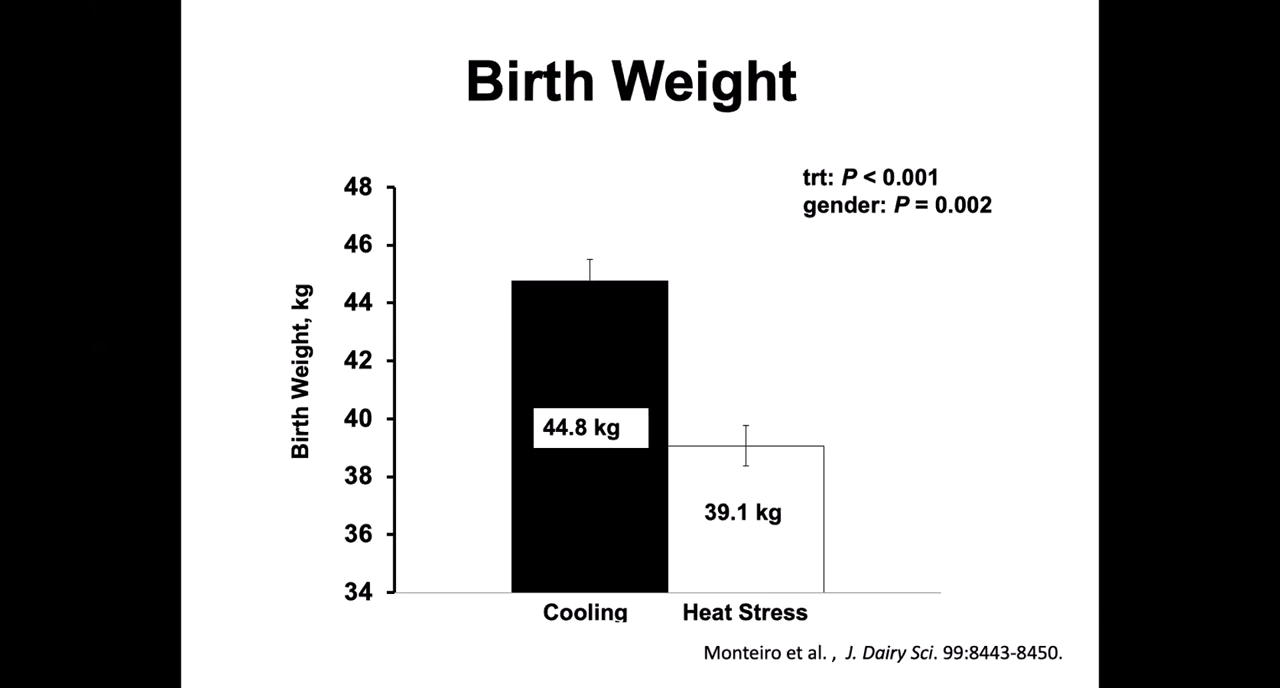 Birth Weight
trt: P < 0.001
gender: P = 0.002
48
46
44
42
40
38
36
34
Birth Weight, kg
44.8 kg
39.1 kg
Cooling
Heat Stress
Monteiro et al. , J. Dairy Sci. 99:8443-8450.